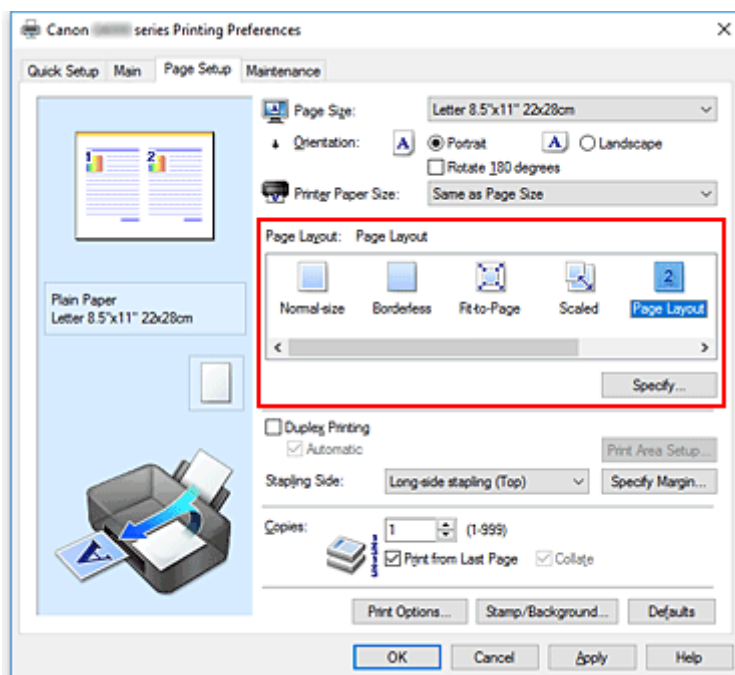 Canon series Printing Preferences
Quick Setup Main Page Setup Maintenance
1 2
Plain Paper
Letter 8.5"x11" 22x28cm
Page Size: Letter 8.5"x11" 22x28cm
Orientation: A Portrait A Landscape
Rotate 180 degrees
Printer Paper Size: Same as Page Size
Page Layout: Page Layout
2
Normal-size Borderless Fit-to-Page Scaled Page Layout
Specify...
Duplex Printing
Automatic Print Area Setup...
Stapling Side: Long-side stapling (Top) Specify Margin...
Copies: 1 (1-999)
Print from Last Page Collate
A
Print Options... Stamp/Background... Defaults
OK Cancel Apply Help